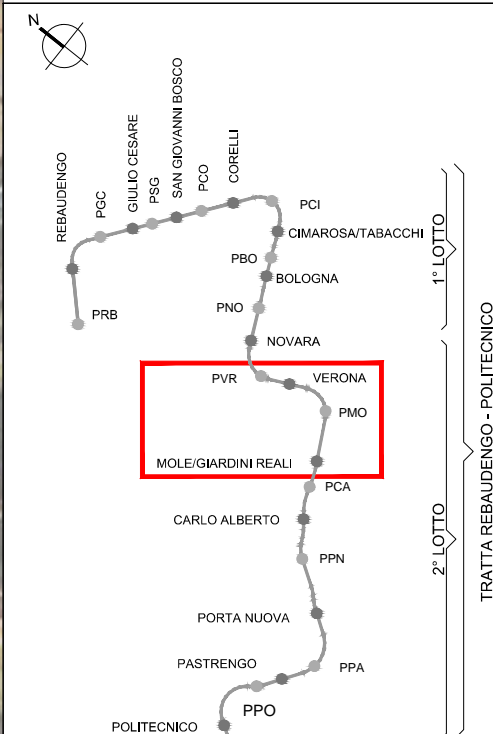 N
REBAUDENGO
PGC
GIULIO CESARE
PSG
SAN GIOVANNI BOSCO
PCO
CORELLI
PCI
CIMAROSA/TABACCHI
PBO
BOLOGNA
PNO
PRB
NOVARA
PVR
VERONA
PMO
MOLE/GIARDINI REALI
PCA
CARLO ALBERTO
PPN
PORTA NUOVA
PASTRENGO
PPA
PPO
POLITECNICO
1° LOTTO
2° LOTTO
TRATTA REBAUDENGO - POLITECNICO